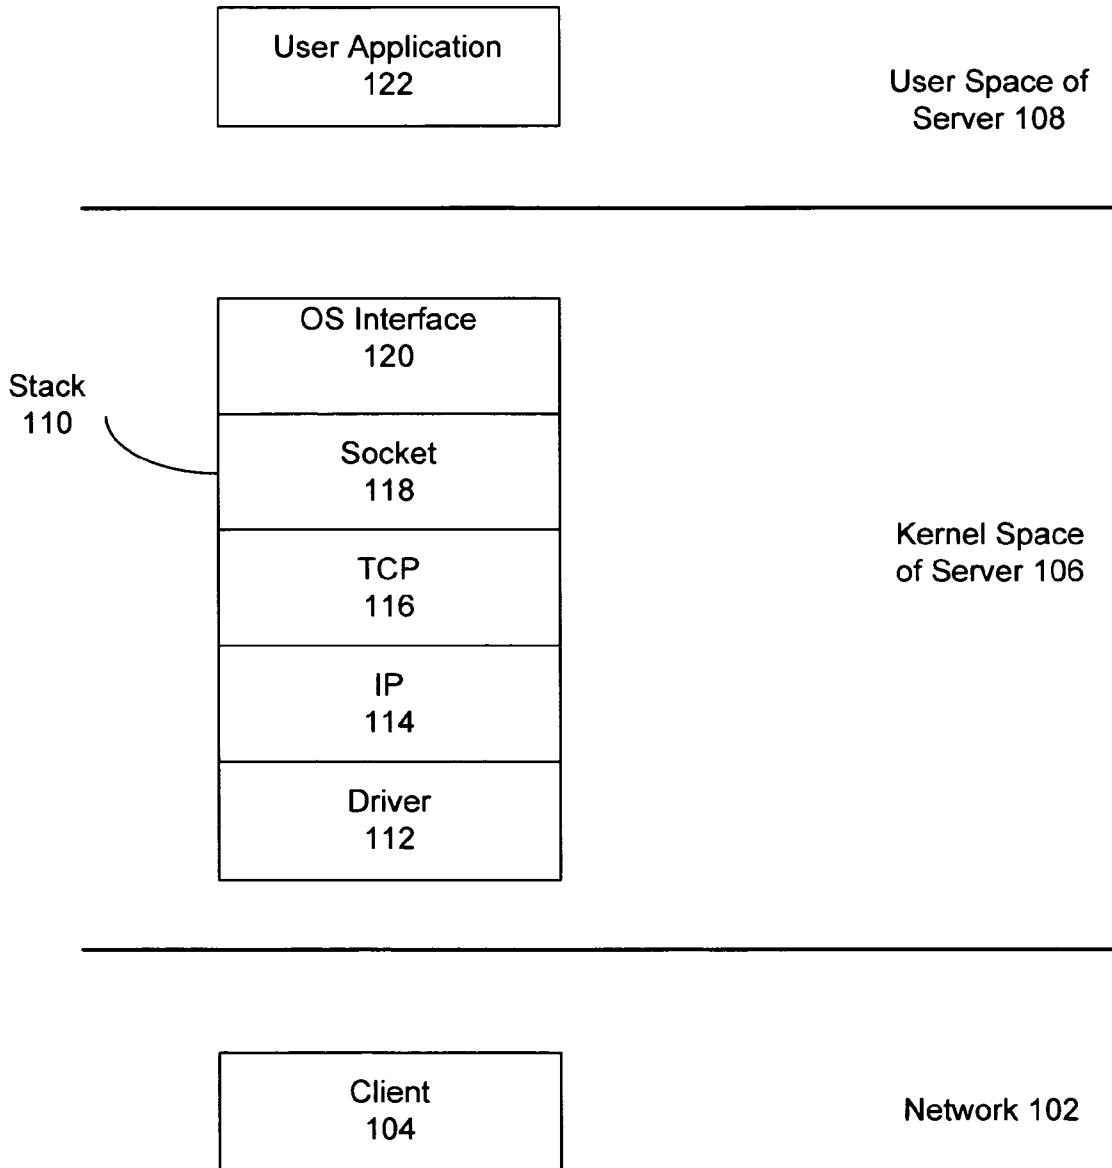 User Application
122
User Space of
Server 108
OS Interface
120
Stack
110
Socket
118
TCP
116
Kernel Space
of Server 106
IP
114
Driver
112
Client
104
Network 102